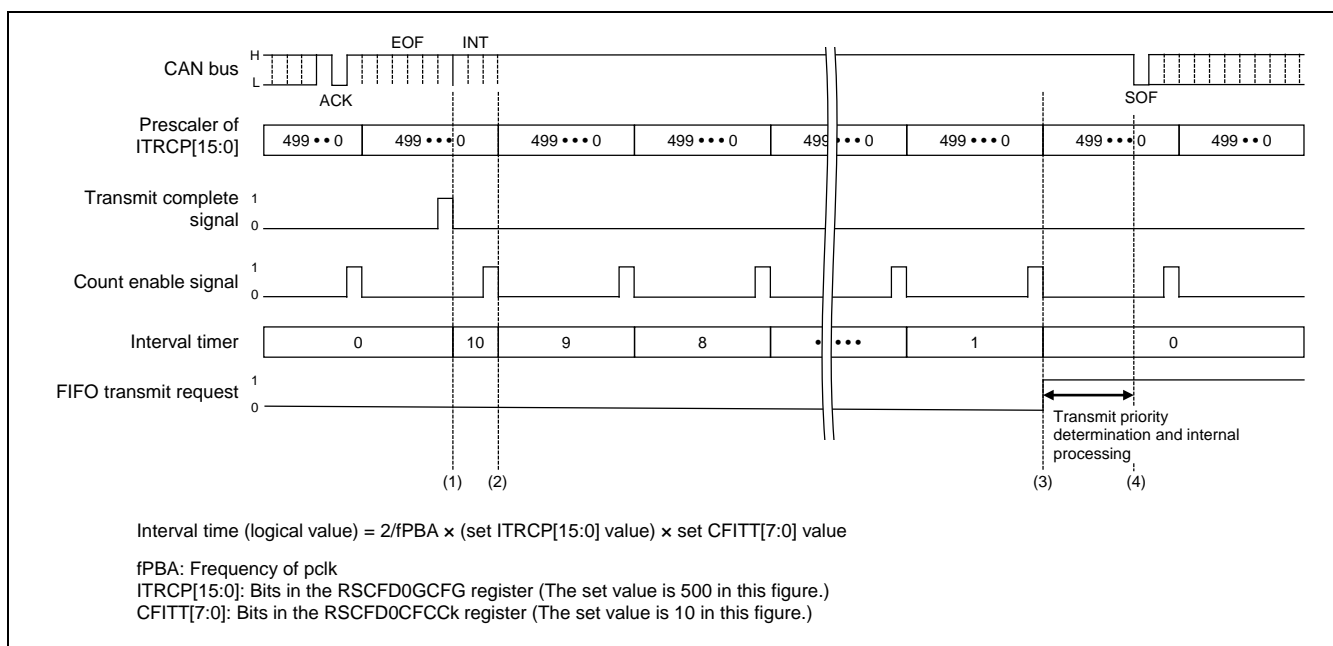 EOF INT
H
CAN bus
L
ACK SOF
Prescaler of
ITRCP[15:0]
499 •• 0 499 ••• 0 499 ••• 0 499 ••• 0 499 ••• 0 499 ••• 0 499 ••• 0 499 •• 0
Transmit complete
signal
1
0
Count enable signal
1
0
Interval timer 0 10 9 8 ••••• 1 0
FIFO transmit request
1
0
Transmit priority
determination and internal
processing
(1) (2) (3) (4)
Interval time (logical value) = 2/fPBA × (set ITRCP[15:0] value) × set CFITT[7:0] value
fPBA: Frequency of pclk
ITRCP[15:0]: Bits in the RSCFD0GCFG register (The set value is 500 in this figure.)
CFITT[7:0]: Bits in the RSCFD0CFCCk register (The set value is 10 in this figure.)